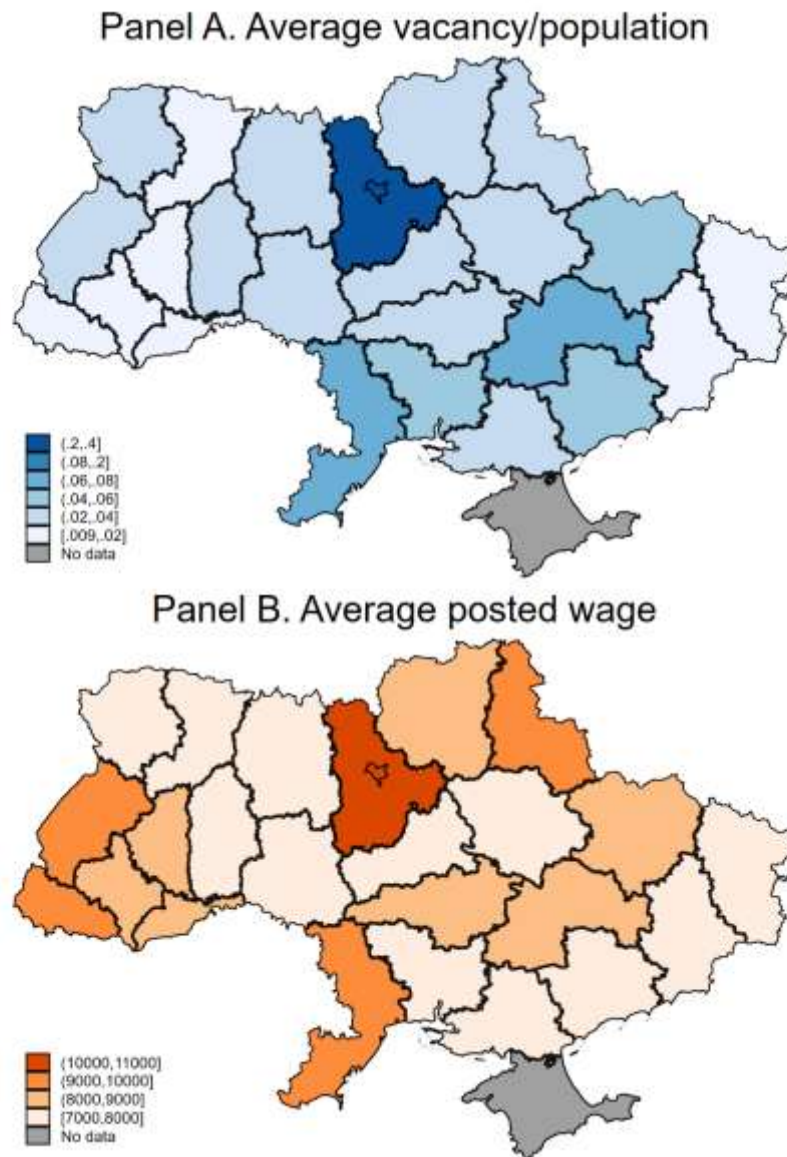 Panel A. Average vacancy/population
(.2,.4]
(.08,.2]
(.06,.08]
(.04,.06]
(.02,.04]
[.009,.02]
No data
Panel B. Average posted wage
(10000,11000]
(9000,10000]
(8000,9000]
[7000,8000]
No data